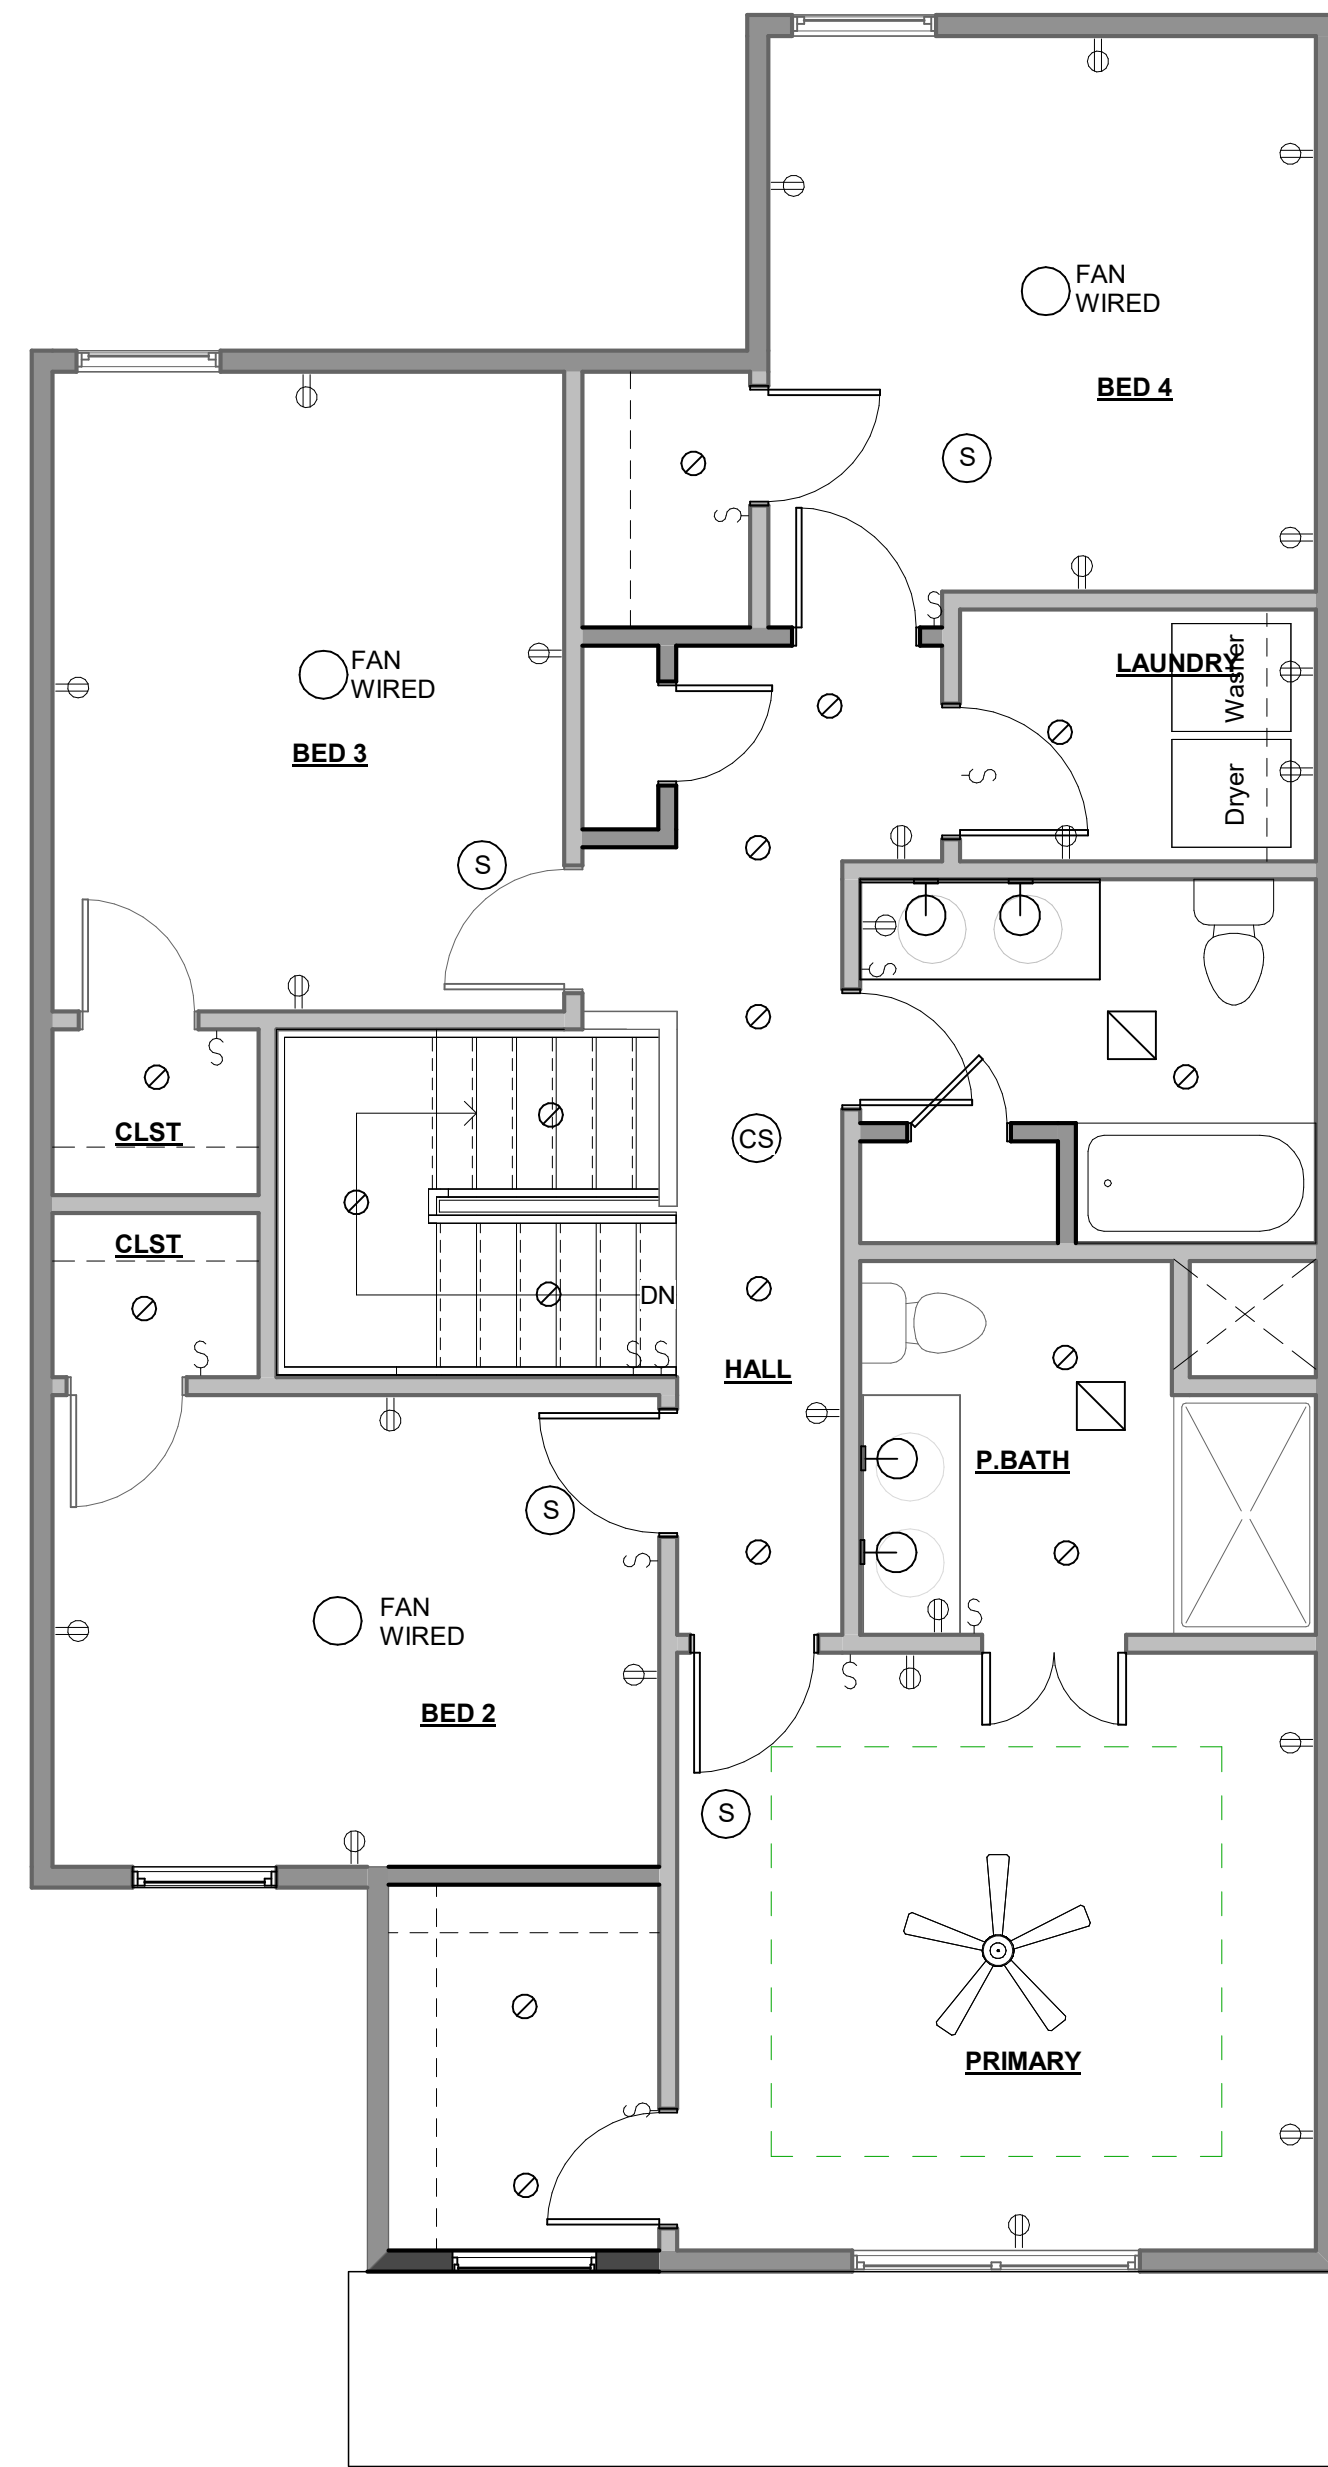 FAN
WIRED
BED 4
S
FAN
WIRED
BED 3
LAUNDRY
Washer
Dryer
S
CLST
CS
CLST
DN
HALL
P.BATH
S
FAN
WIRED
BED 2
S
PRIMARY